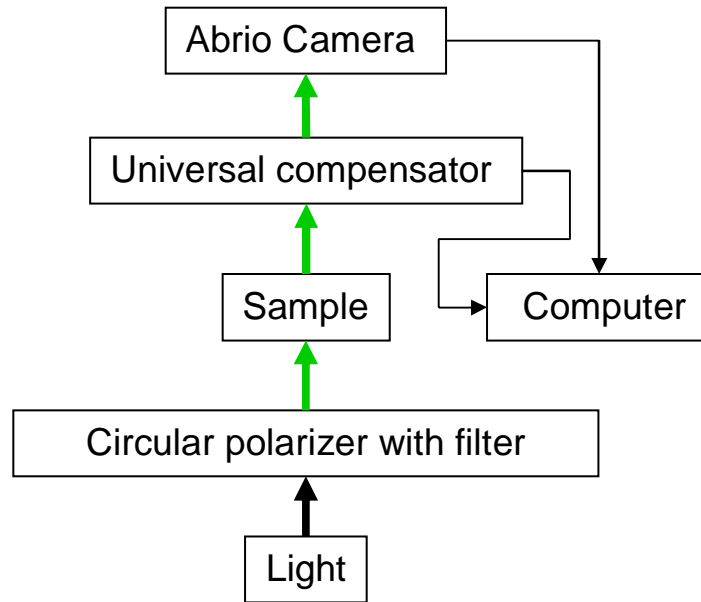 Abrio Camera
Universal compensator
Sample
Computer
Circular polarizer with filter
Light